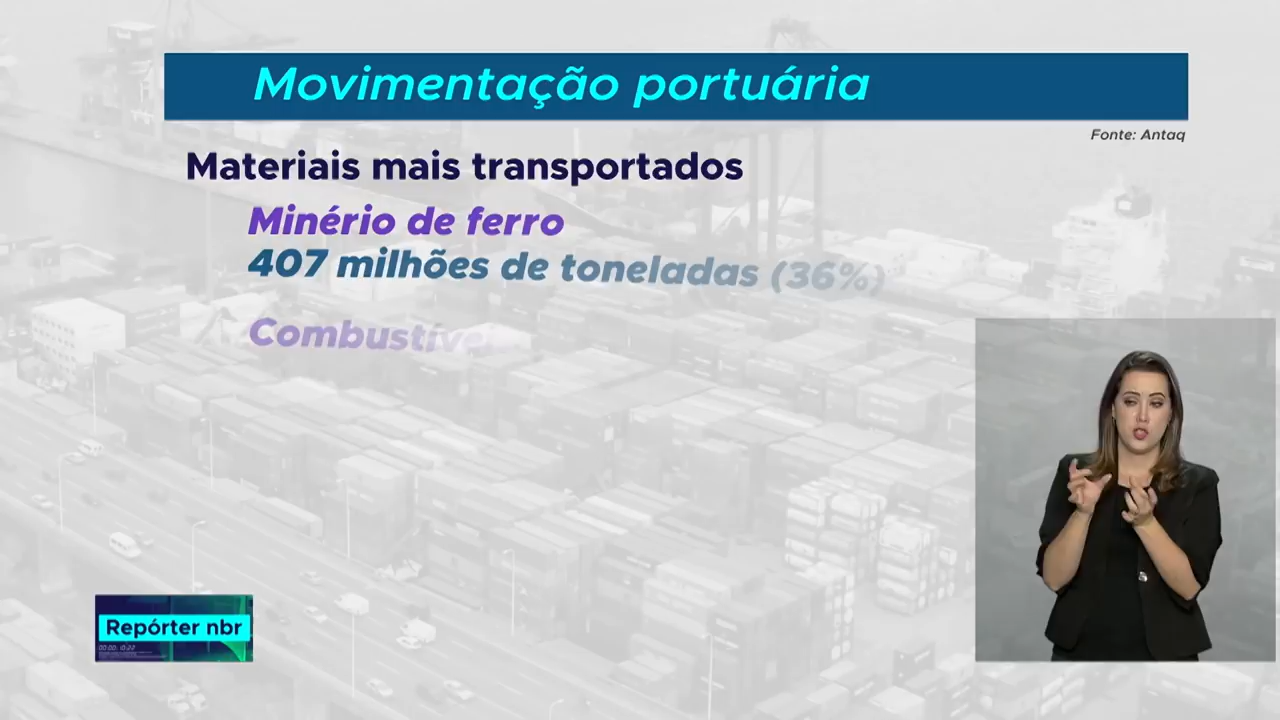 Movimentação portuária
Fonte: Antaq
Materiais mais transportados
Minério de ferro
407 milhões de toneladas (36%)
Repórter nbr